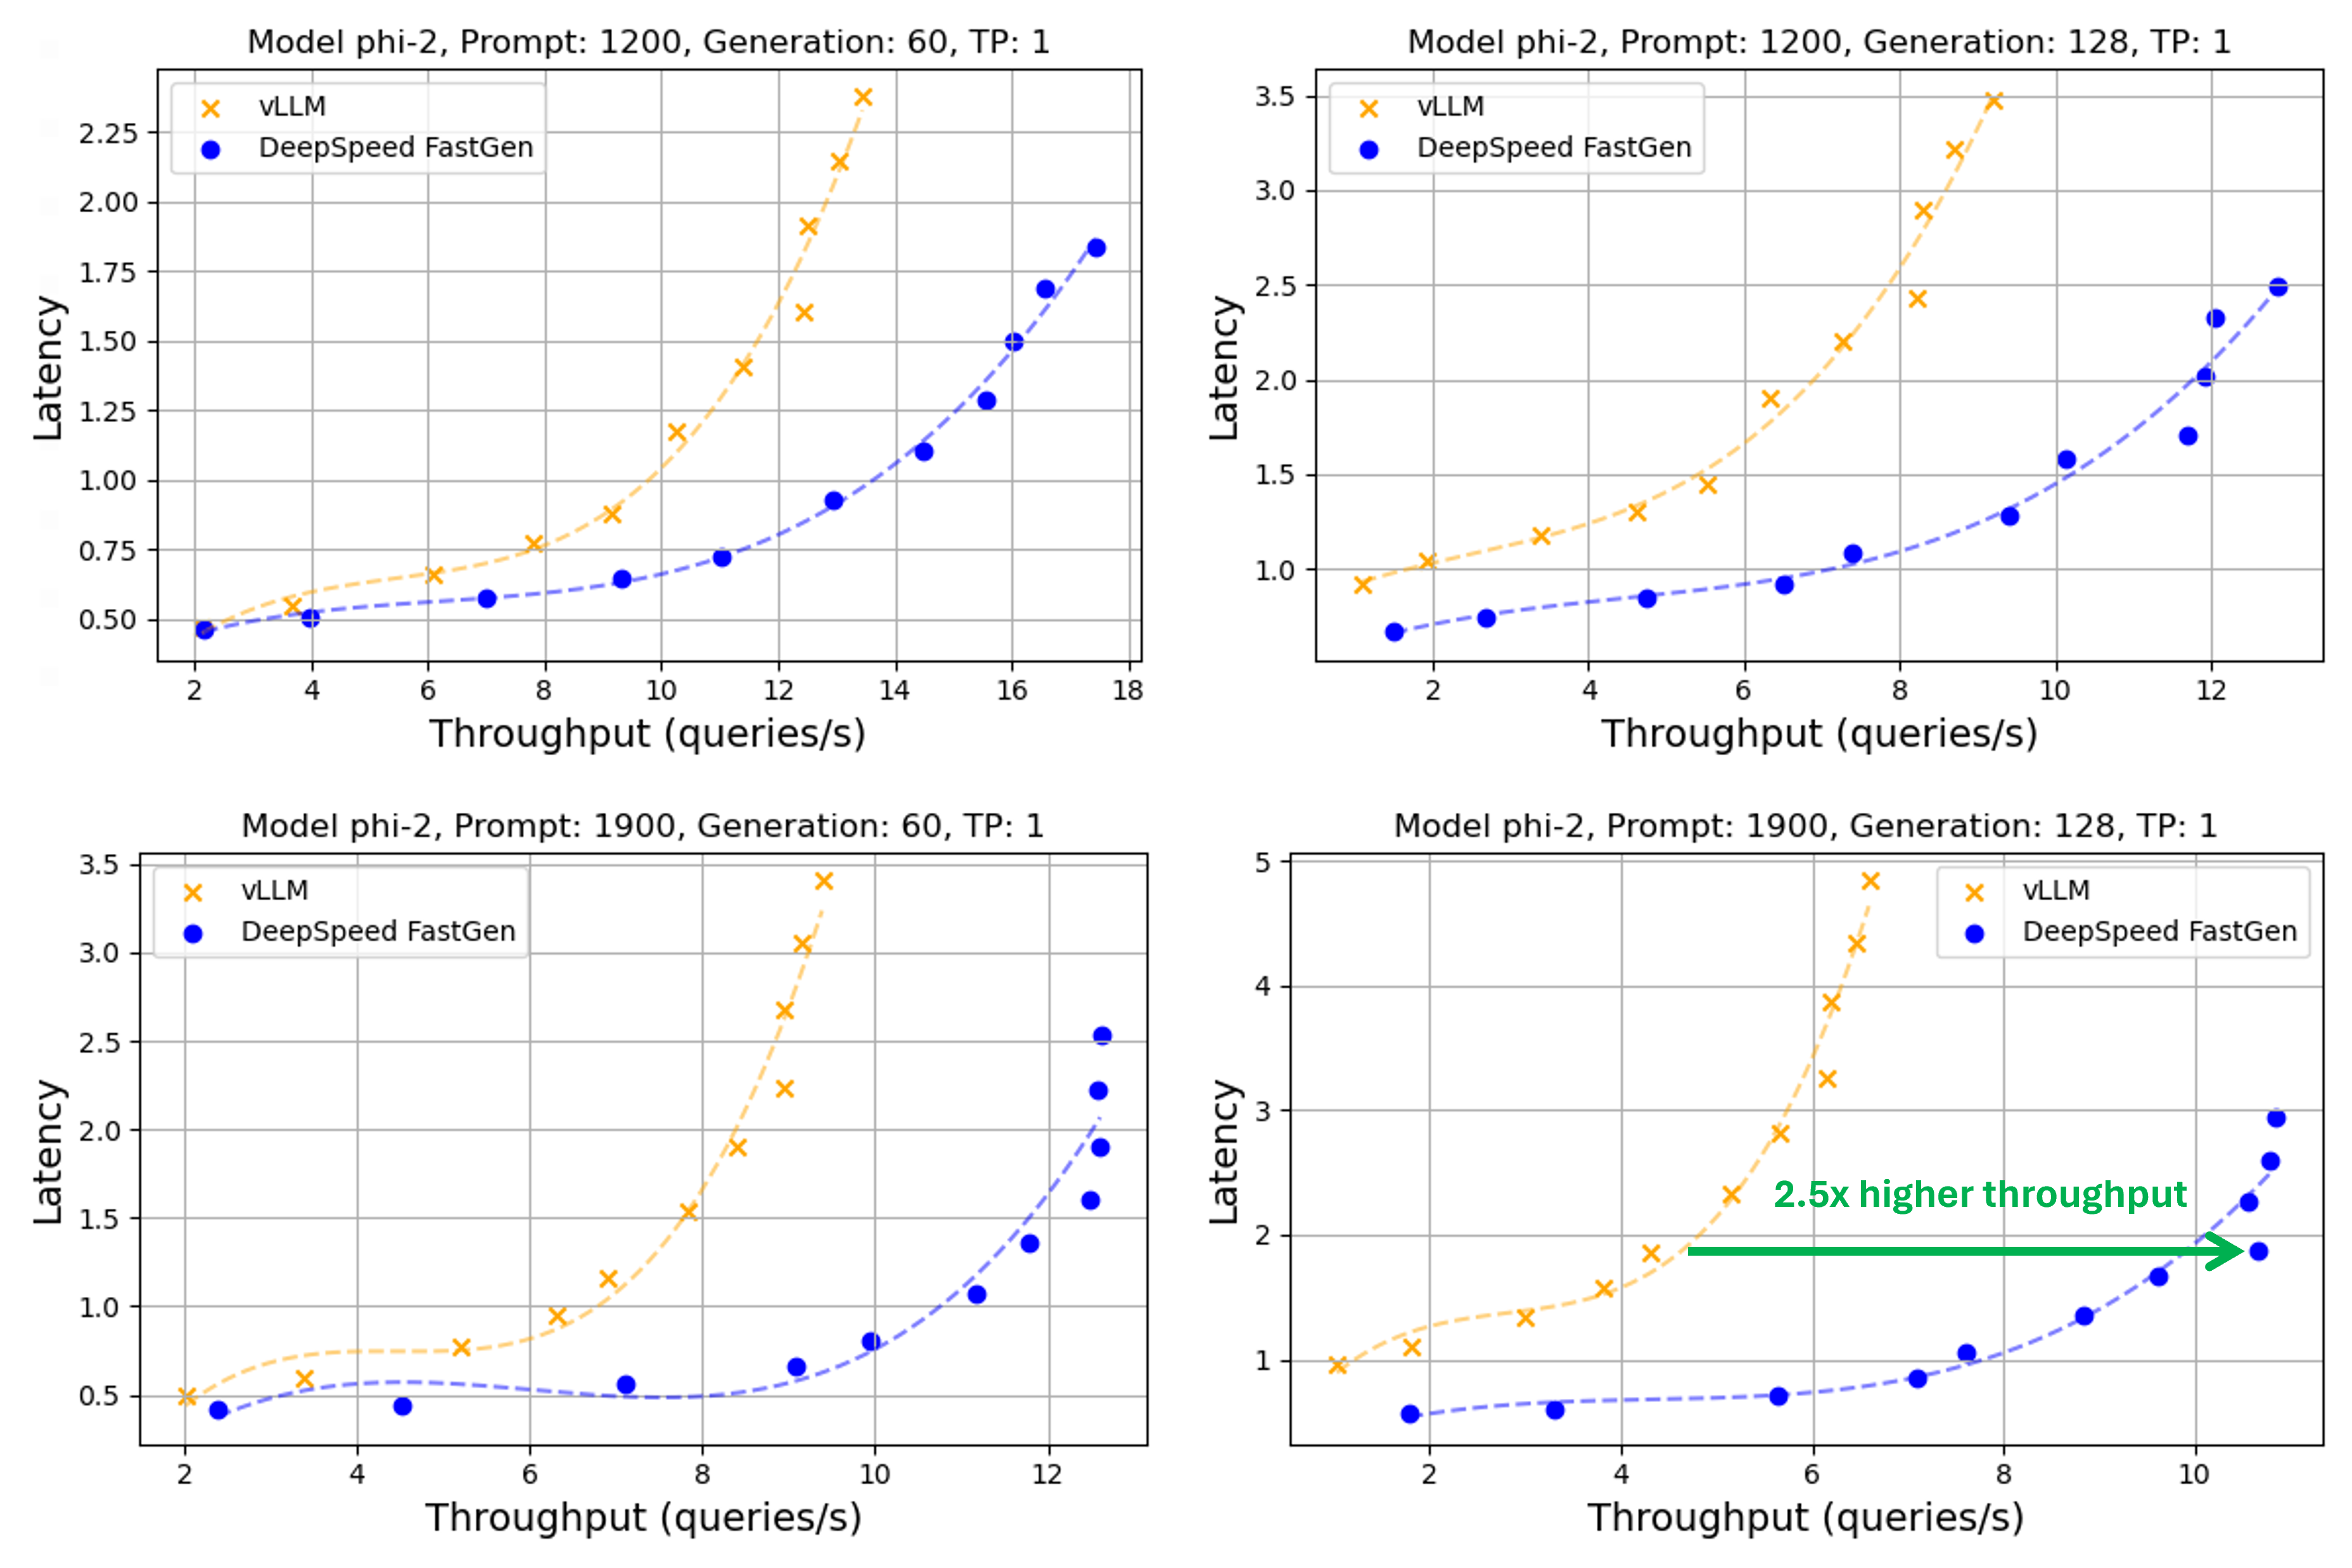 Model phi-2, Prompt: 1200, Generation: 60, TP: 1
vLLM
DeepSpeed FastGen
2.25
2.00
1.75
1.50
1.25
1.00
0.75
0.50
Latency
2 4 6 8 10 12 14 16 18
Throughput (queries/s)
Model phi-2, Prompt: 1200, Generation: 128, TP: 1
vLLM
DeepSpeed FastGen
3.5
3.0
2.5
2.0
1.5
1.0
Latency
2 4 6 8 10 12
Throughput (queries/s)
Model phi-2, Prompt: 1900, Generation: 60, TP: 1
vLLM
DeepSpeed FastGen
3.5
3.0
2.5
2.0
1.5
1.0
0.5
Latency
2 4 6 8 10 12
Throughput (queries/s)
Model phi-2, Prompt: 1900, Generation: 128, TP: 1
vLLM
DeepSpeed FastGen
5
4
3
2
1
Latency
2.5x higher throughput
2 4 6 8 10
Throughput (queries/s)